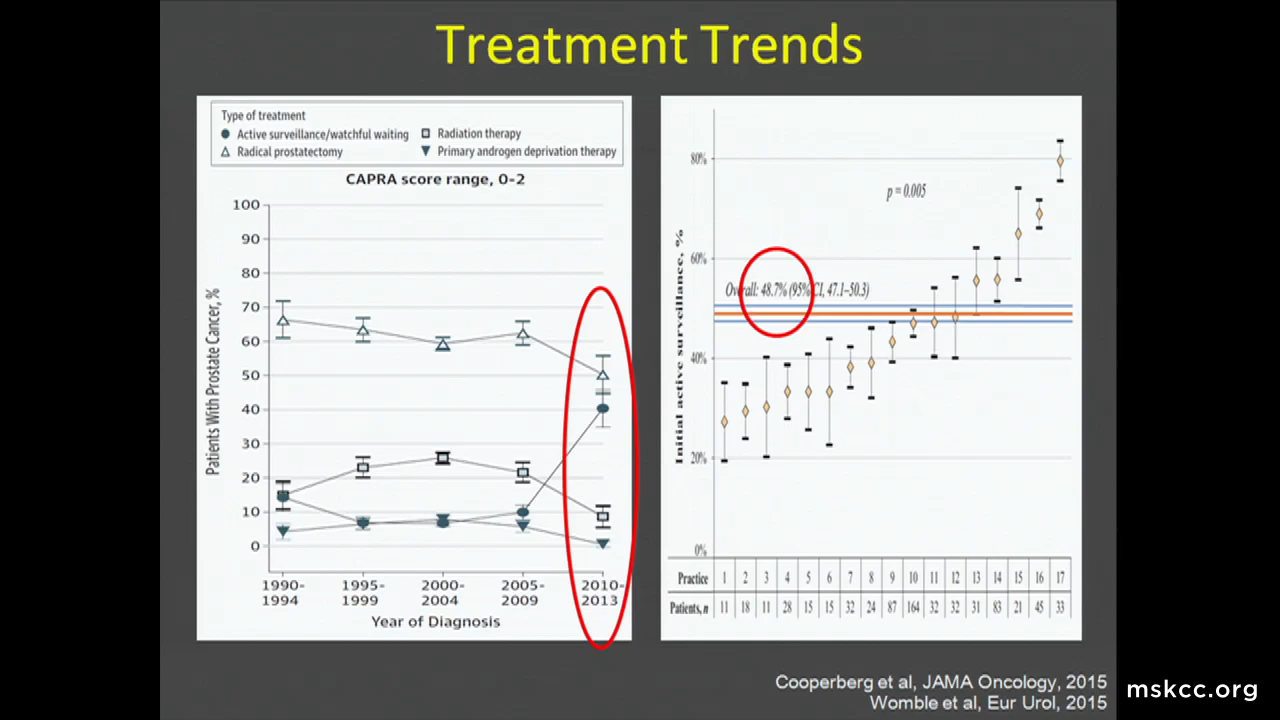 Treatment Trends
Type of treatment
Active surveillance/watchful waiting
Radiation therapy
Radical prostatectomy
Primary androgen deprivation therapy
CAPRA score range, 0–2
Patients With Prostate Cancer, %
100
90
80
70
60
50
40
30
20
10
0
1990-
1994
1995-
1999
2000-
2004
2005-
2009
2010-
2013
Year of Diagnosis
Initial active surveillance, %
80%
60%
40%
20%
0%
p = 0.005
Overall: 48.7% (95% CI, 47.1–50.3)
Practice 1 2 3 4 5 6 7 8 9 10 11 12 13 14 15 16 17
Patients, n 11 18 11 28 15 15 32 24 87 164 32 32 31 83 21 45 33
Cooperberg et al, JAMA Oncology, 2015
Womble et al, Eur Urol, 2015
mskcc.org